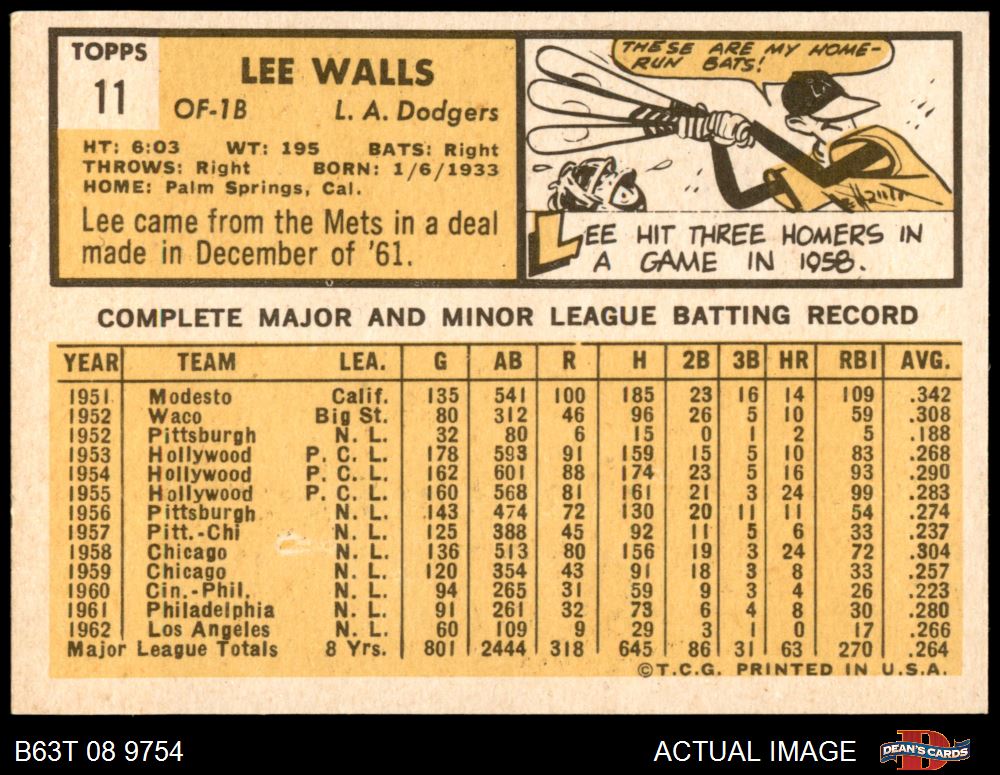 TOPPS
11
LEE WALLS
OF-1B L. A. Dodgers
HT: 6:03 WT: 195 BATS: Right
THROWS: Right BORN: 1/6/1933
HOME: Palm Springs, Cal.
Lee came from the Mets in a deal
made in December of '61.
THESE ARE MY HOME-
RUN BATS!
LEE HIT THREE HOMERS IN
A GAME IN 1958.
COMPLETE MAJOR AND MINOR LEAGUE BATTING RECORD
YEAR TEAM LEA. G AB R H 2B 3B HR RBI AVG.
1951 Modesto Calif. 135 541 100 185 23 16 14 109 .342
1952 Waco Big St. 80 312 46 96 26 5 10 59 .308
1952 Pittsburgh N. L. 32 80 6 15 0 1 2 5 .188
1953 Hollywood P. C. L. 178 593 91 159 15 5 10 83 .268
1954 Hollywood P. C. L. 162 601 88 174 23 5 16 93 .290
1955 Hollywood P. C. L. 160 568 81 161 21 3 24 99 .283
1956 Pittsburgh N. L. 143 474 72 130 20 11 11 54 .274
1957 Pitt.-Chi N. L. 125 388 45 92 11 5 6 33 .237
1958 Chicago N. L. 136 513 80 156 19 3 24 72 .304
1959 Chicago N. L. 120 354 43 91 18 3 8 33 .257
1960 Cin.-Phil. N. L. 94 265 31 59 9 3 4 26 .223
1961 Philadelphia N. L. 91 261 32 73 6 4 8 30 .280
1962 Los Angeles N. L. 60 109 9 29 3 1 0 17 .266
Major League Totals 8 Yrs. 801 2444 318 645 86 31 63 270 .264
©T.C.G. PRINTED IN U.S.A.
B63T 08 9754 ACTUAL IMAGE DEAN'S CARDS